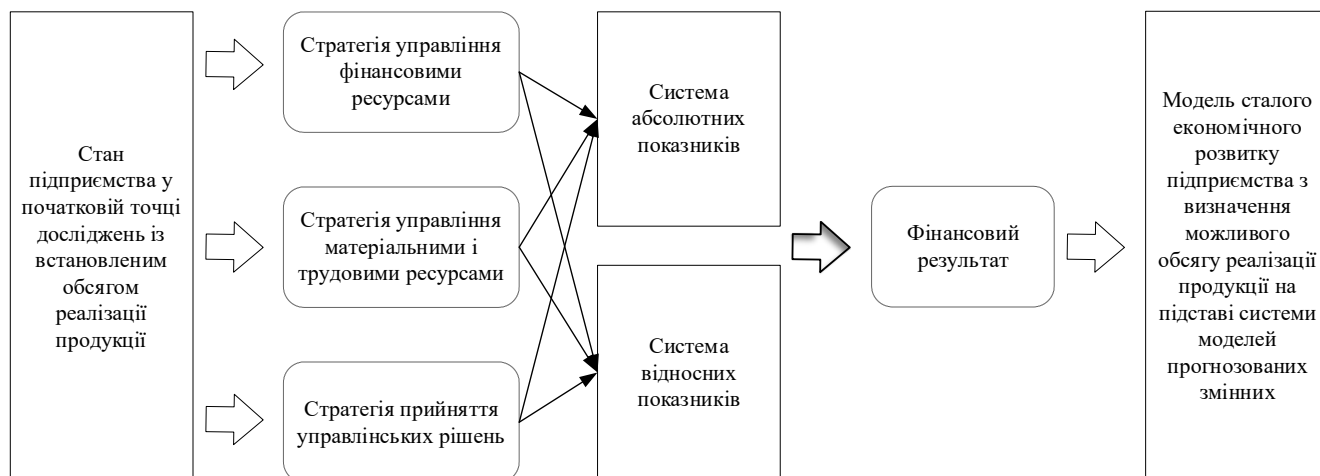 Стан
підприємства у
початковій точці
досліджень із
встановленим
обсягом
реалізації
продукції
Стратегія управління
фінансовими
ресурсами
Стратегія управління
матеріальними і
трудовими ресурсами
Стратегія прийняття
управлінських рішень
Система
абсолютних
показників
Система
відносних
показників
Фінансовий
результат
Модель сталого
економічного
розвитку
підприємства з
визначення
можливого
обсягу реалізації
продукції на
підставі системи
моделей
прогнозованих
змінних